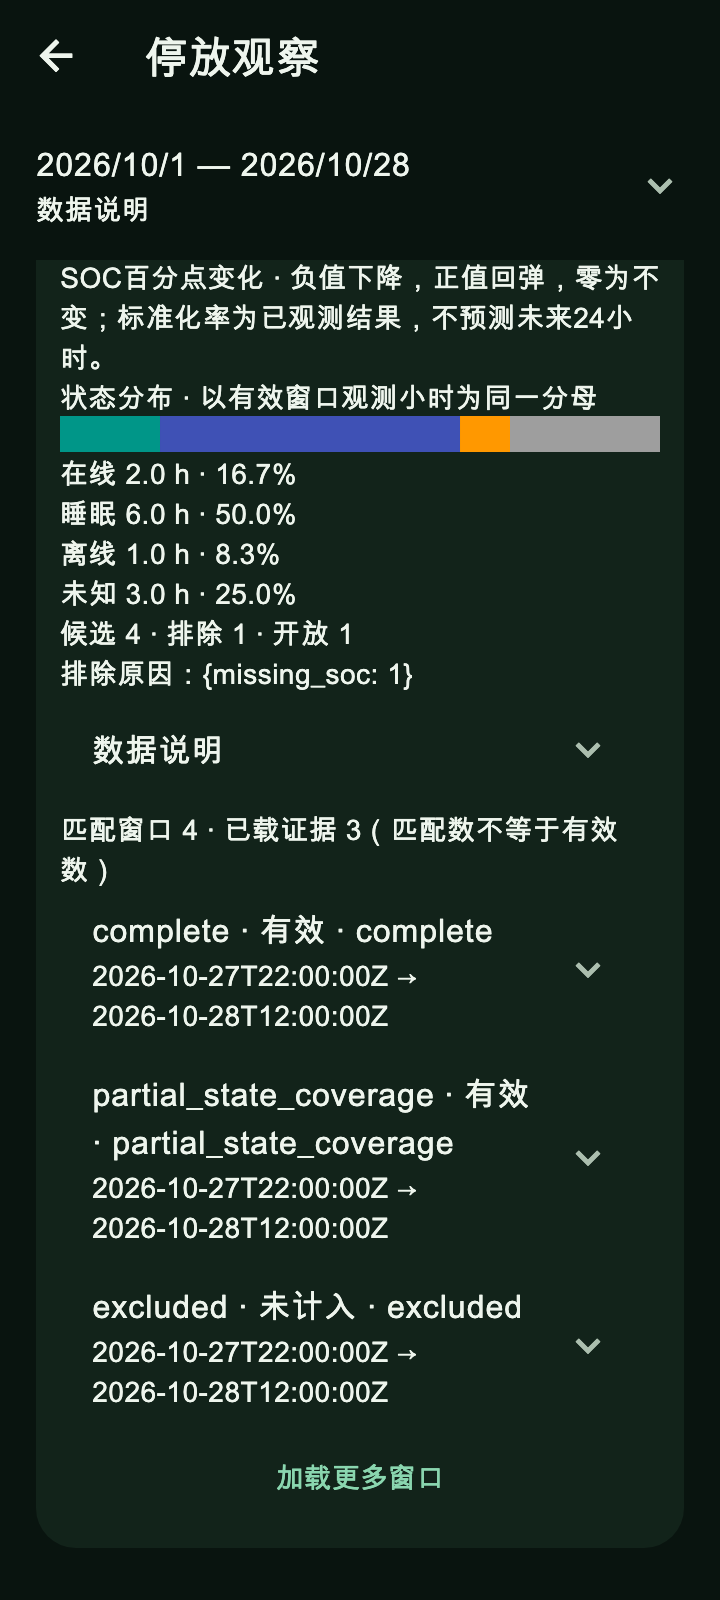 停放观察
2026/10/1 — 2026/10/28
数据说明
SOC百分点变化 · 负值下降，正值回弹，零为不
变；标准化率为已观测结果，不预测未来24小
时。
状态分布 · 以有效窗口观测小时为同一分母
在线 2.0 h · 16.7%
睡眠 6.0 h · 50.0%
离线 1.0 h · 8.3%
未知 3.0 h · 25.0%
候选 4 · 排除 1 · 开放 1
排除原因：{missing_soc: 1}
数据说明
匹配窗口 4 · 已载证据 3（匹配数不等于有效
数）
complete · 有效 · complete
2026-10-27T22:00:00Z →
2026-10-28T12:00:00Z
partial_state_coverage · 有效
· partial_state_coverage
2026-10-27T22:00:00Z →
2026-10-28T12:00:00Z
excluded · 未计入 · excluded
2026-10-27T22:00:00Z →
2026-10-28T12:00:00Z
加载更多窗口